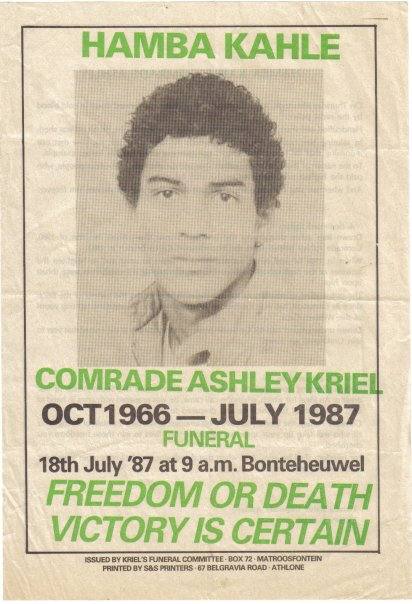 HAMBA KAHLE
COMRADE ASHLEY KRIEL
OCT1966 — JULY 1987
FUNERAL
18th July '87 at 9 a.m. Bonteheuwel
FREEDOM OR DEATH
VICTORY IS CERTAIN
ISSUED BY KRIEL'S FUNERAL COMMITTEE · BOX 72 · MATROOSFONTEIN
PRINTED BY S&S PRINTERS · 67 BELGRAVIA ROAD · ATHLONE